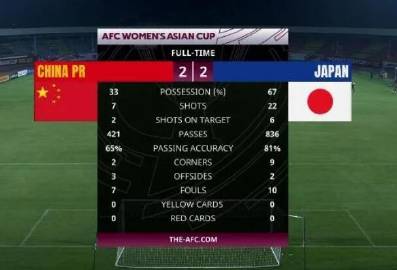 AFC WOMEN'S ASIAN CUP
FULL-TIME
CHINA PR 2 2 JAPAN
33 POSSESSION (%) 67
7 SHOTS 22
2 SHOTS ON TARGET 6
421 PASSES 836
65% PASSING ACCURACY 81%
2 CORNERS 9
3 OFFSIDES 2
7 FOULS 10
0 YELLOW CARDS 0
0 RED CARDS 0
THE-AFC.COM